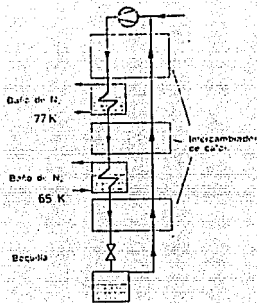 Baño de N₂
77 K
Intercambiador
de calor
Baño de N₂
65 K
Boquilla